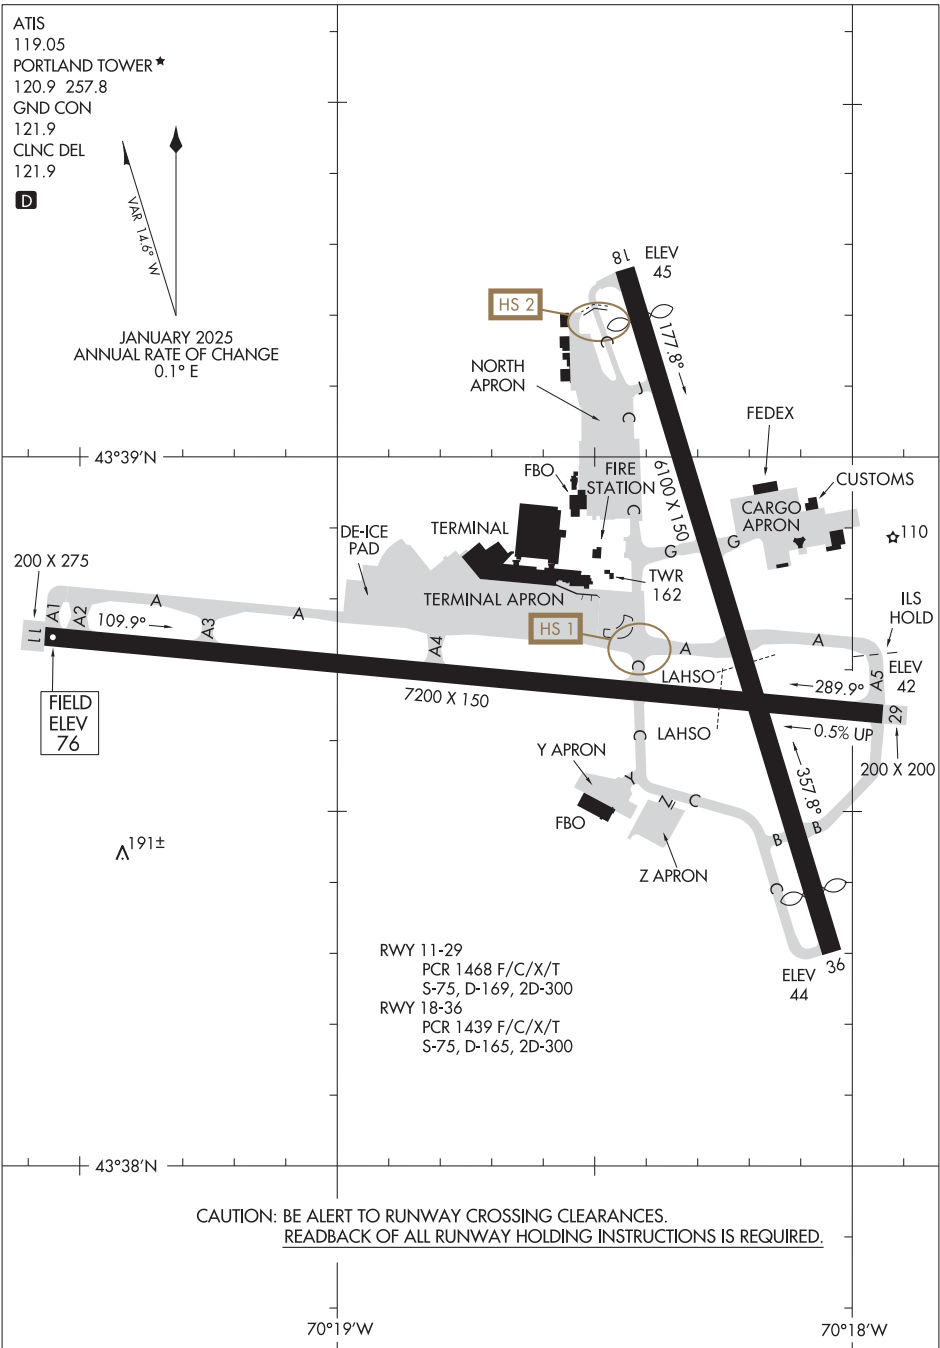 ATIS
119.05
PORTLAND TOWER★
120.9 257.8
GND CON
121.9
CLNC DEL
121.9
D
VAR 14.6° W
JANUARY 2025
ANNUAL RATE OF CHANGE
0.1° E
18
ELEV
45
HS 2
C
177.8°
NORTH
APRON
J
C
FEDEX
43°39'N
6100 X 150
FBO
FIRE
STATION
CUSTOMS
CARGO
APRON
C
110
TERMINAL
DE-ICE
PAD
G
G
200 X 275
TWR
162
TERMINAL APRON
A1
A2
A
109.9°
A3
A
A4
HS 1
C
A
A
ILS
HOLD
11
LAHSO
ELEV
42
A5
289.9°
7200 X 150
29
FIELD
ELEV
76
C
LAHSO
0.5% UP
200 X 200
Y APRON
Y
Z
C
357.8°
FBO
B
B
191±
Z APRON
C
36
ELEV
44
RWY 11-29
PCR 1468 F/C/X/T
S-75, D-169, 2D-300
RWY 18-36
PCR 1439 F/C/X/T
S-75, D-165, 2D-300
43°38'N
CAUTION: BE ALERT TO RUNWAY CROSSING CLEARANCES.
READBACK OF ALL RUNWAY HOLDING INSTRUCTIONS IS REQUIRED.
70°19'W
70°18'W